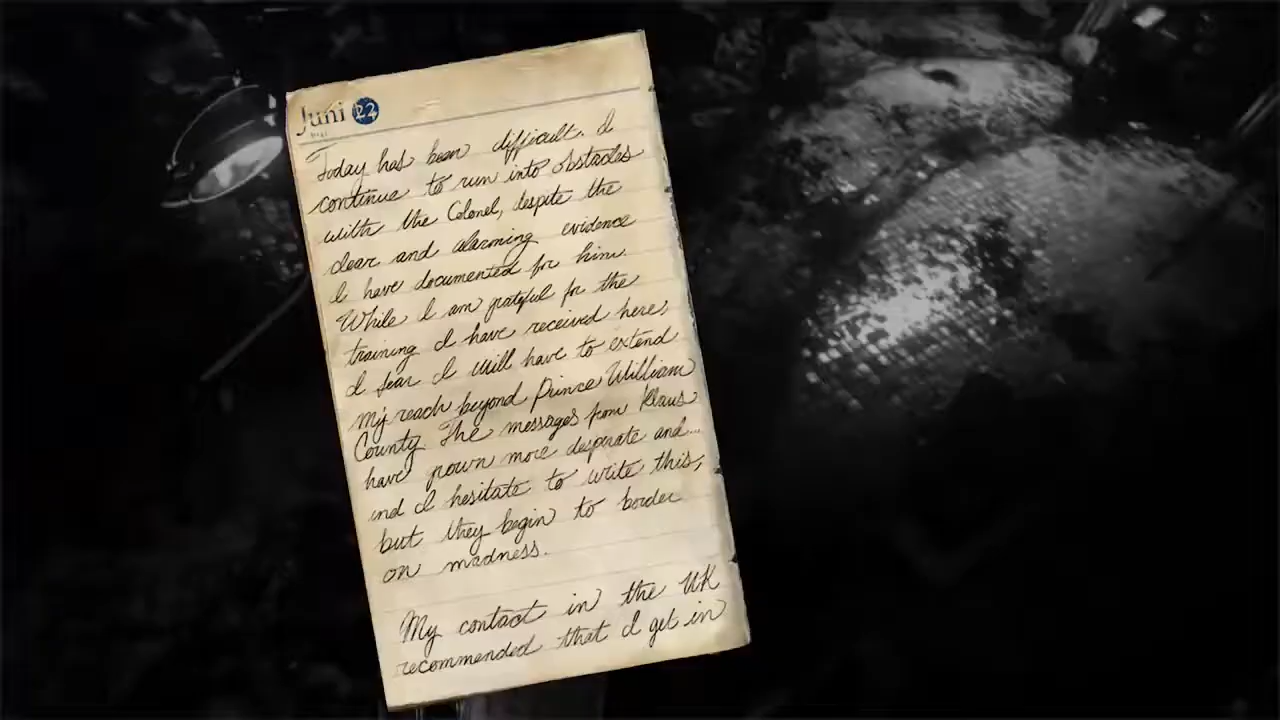 Juni 22
Today has been difficult. I
continue to run into obstacles
with the Colonel, despite the
clear and alarming evidence
I have documented for him.
While I am grateful for the
training I have received here,
I fear I will have to extend
my reach beyond Prince William
County. The messages from Klaus
have grown more desperate and...
and I hesitate to write this,
but they begin to border
on madness.
My contact in the UK
recommended that I get in